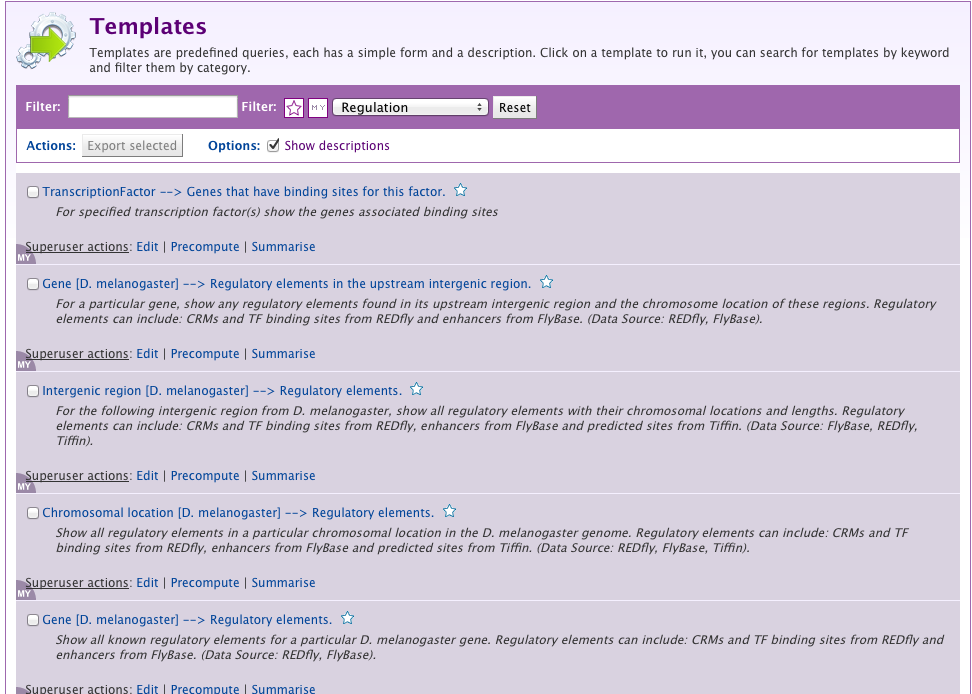 Templates
Templates are predefined queries, each has a simple form and a description. Click on a template to run it, you can search for templates by keyword
and filter them by category.
Filter: Filter: MY Regulation Reset
Actions: Export selected Options: Show descriptions
TranscriptionFactor --> Genes that have binding sites for this factor.
For specified transcription factor(s) show the genes associated binding sites
Superuser actions: Edit | Precompute | Summarise
MY
Gene [D. melanogaster] --> Regulatory elements in the upstream intergenic region.
For a particular gene, show any regulatory elements found in its upstream intergenic region and the chromosome location of these regions. Regulatory
elements can include: CRMs and TF binding sites from REDfly and enhancers from FlyBase. (Data Source: REDfly, FlyBase).
Superuser actions: Edit | Precompute | Summarise
MY
Intergenic region [D. melanogaster] --> Regulatory elements.
For the following intergenic region from D. melanogaster, show all regulatory elements with their chromosomal locations and lengths. Regulatory
elements can include: CRMs and TF binding sites from REDfly, enhancers from FlyBase and predicted sites from Tiffin. (Data Source: FlyBase, REDfly,
Tiffin).
Superuser actions: Edit | Precompute | Summarise
MY
Chromosomal location [D. melanogaster] --> Regulatory elements.
Show all regulatory elements in a particular chromosomal location in the D. melanogaster genome. Regulatory elements can include: CRMs and TF
binding sites from REDfly, enhancers from FlyBase and predicted sites from Tiffin. (Data Source: REDfly, FlyBase, Tiffin).
Superuser actions: Edit | Precompute | Summarise
MY
Gene [D. melanogaster] --> Regulatory elements.
Show all known regulatory elements for a particular D. melanogaster gene. Regulatory elements can include: CRMs and TF binding sites from REDfly and
enhancers from FlyBase. (Data Source: REDfly, FlyBase).
Superuser actions: Edit | Precompute | Summarise